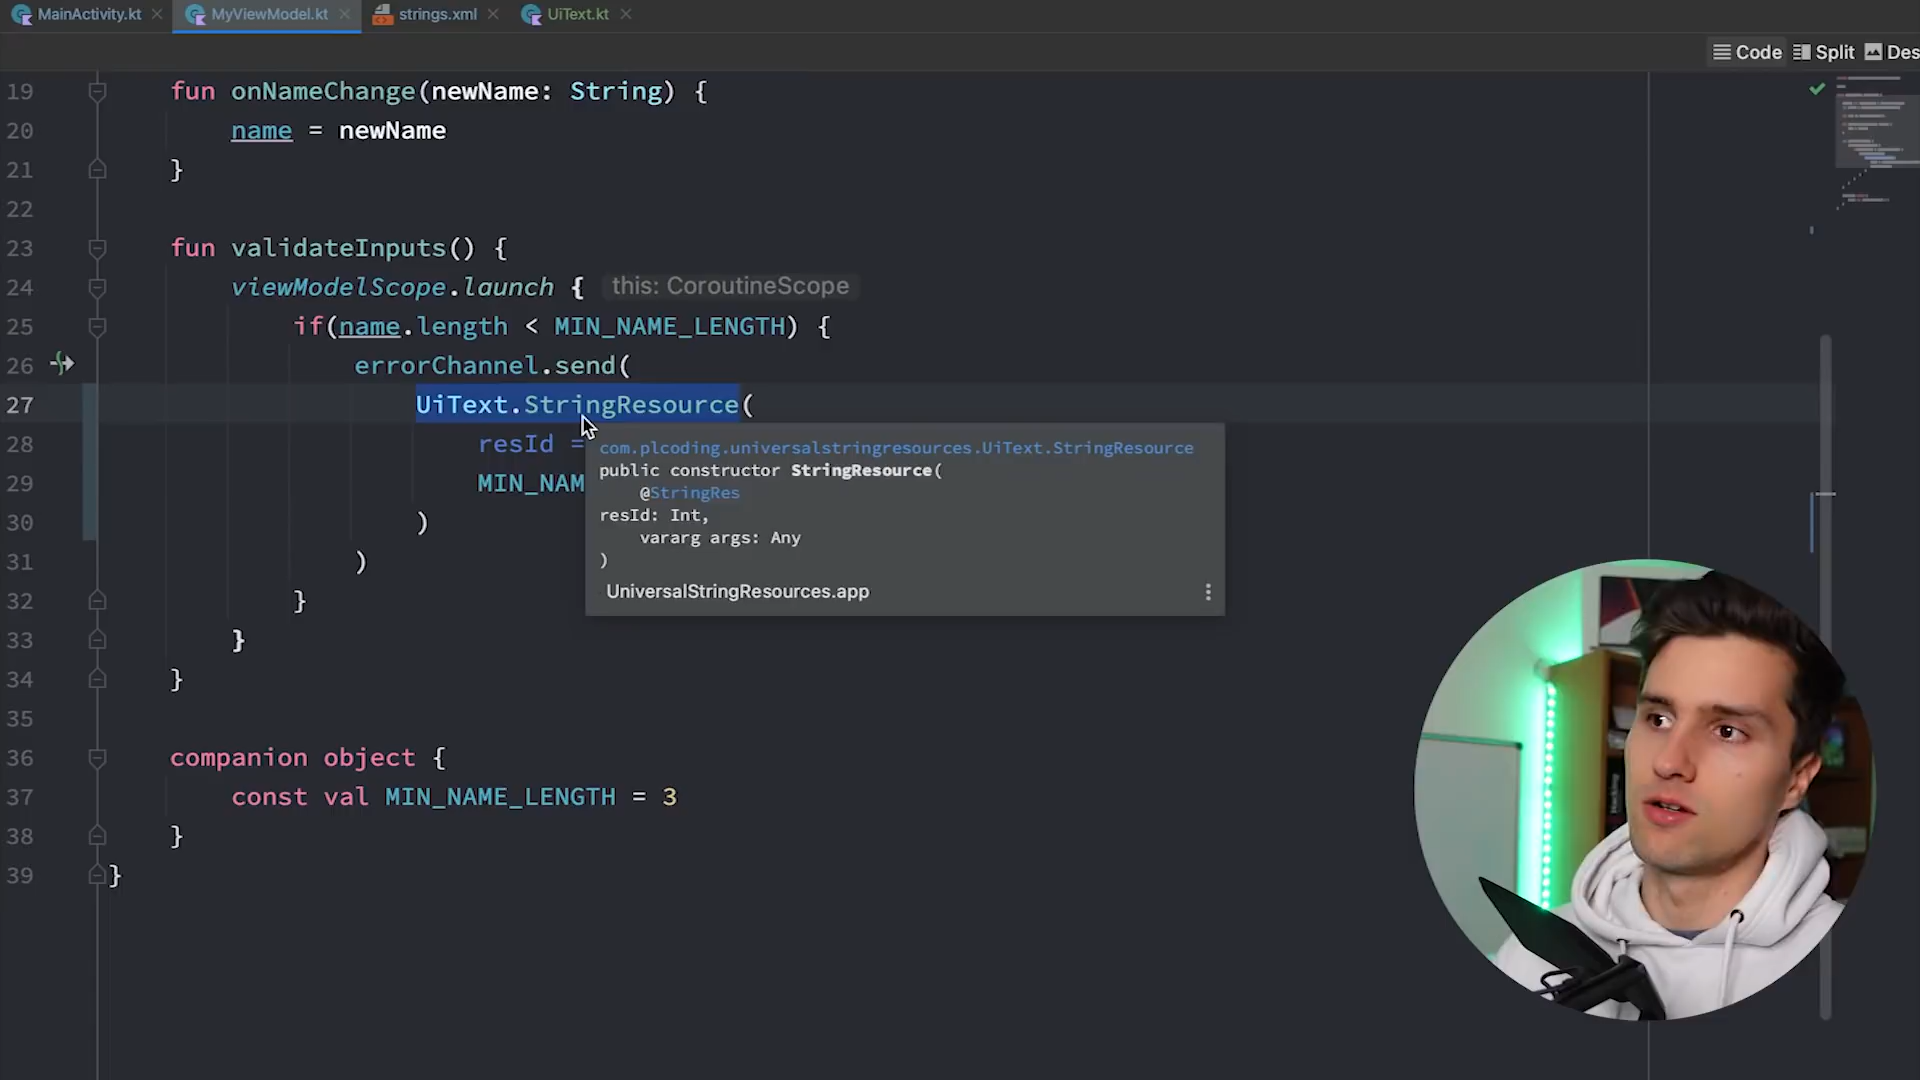 MainActivity.kt
MyViewModel.kt
strings.xml
UiText.kt
Code
Split
Des
19 fun onNameChange(newName: String) {
20 name = newName
21 }
22
23 fun validateInputs() {
24 viewModelScope.launch { this: CoroutineScope
25 if(name.length < MIN_NAME_LENGTH) {
26 errorChannel.send(
27 UiText.StringResource(
28 resId =
29 MIN_NAM
30 )
31 )
32 }
33 }
34 }
35
36 companion object {
37 const val MIN_NAME_LENGTH = 3
38 }
39 }
com.plcoding.universalstringresources.UiText.StringResource
public constructor StringResource(
@StringRes
resId: Int,
vararg args: Any
)
UniversalStringResources.app